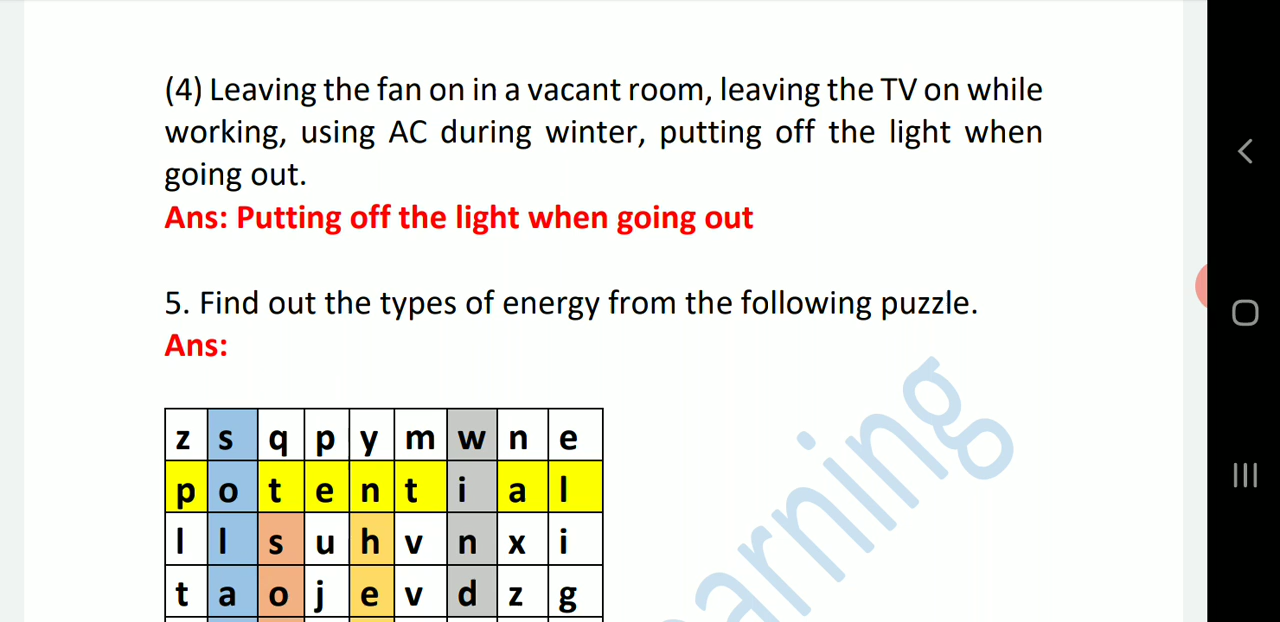 (4) Leaving the fan on in a vacant room, leaving the TV on while
working, using AC during winter, putting off the light when
going out.
Ans: Putting off the light when going out
5. Find out the types of energy from the following puzzle.
Ans:
z s q p y m w n e
p o t e n t i a l
l l s u h v n x i
t a o j e v d z g
arning